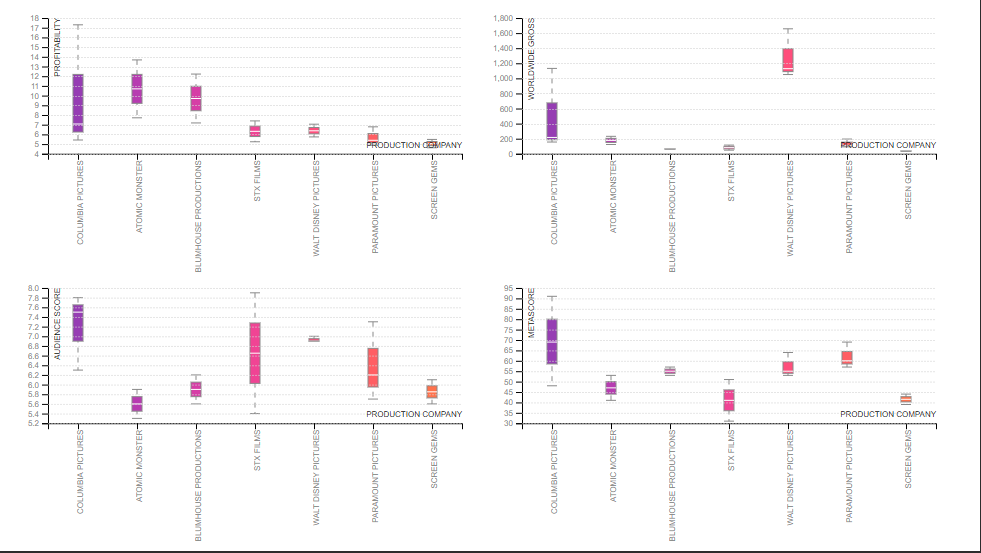 PROFITABILITY
18
17
16
15
14
13
12
11
10
9
8
7
6
5
4
PRODUCTION COMPANY
COLUMBIA PICTURES
ATOMIC MONSTER
BLUMHOUSE PRODUCTIONS
STX FILMS
WALT DISNEY PICTURES
PARAMOUNT PICTURES
SCREEN GEMS
WORLDWIDE GROSS
1,800
1,600
1,400
1,200
1,000
800
600
400
200
0
PRODUCTION COMPANY
COLUMBIA PICTURES
ATOMIC MONSTER
BLUMHOUSE PRODUCTIONS
STX FILMS
WALT DISNEY PICTURES
PARAMOUNT PICTURES
SCREEN GEMS
AUDIENCE SCORE
8.0
7.8
7.6
7.4
7.2
7.0
6.8
6.6
6.4
6.2
6.0
5.8
5.6
5.4
5.2
PRODUCTION COMPANY
COLUMBIA PICTURES
ATOMIC MONSTER
BLUMHOUSE PRODUCTIONS
STX FILMS
WALT DISNEY PICTURES
PARAMOUNT PICTURES
SCREEN GEMS
METASCORE
95
90
85
80
75
70
65
60
55
50
45
40
35
30
PRODUCTION COMPANY
COLUMBIA PICTURES
ATOMIC MONSTER
BLUMHOUSE PRODUCTIONS
STX FILMS
WALT DISNEY PICTURES
PARAMOUNT PICTURES
SCREEN GEMS